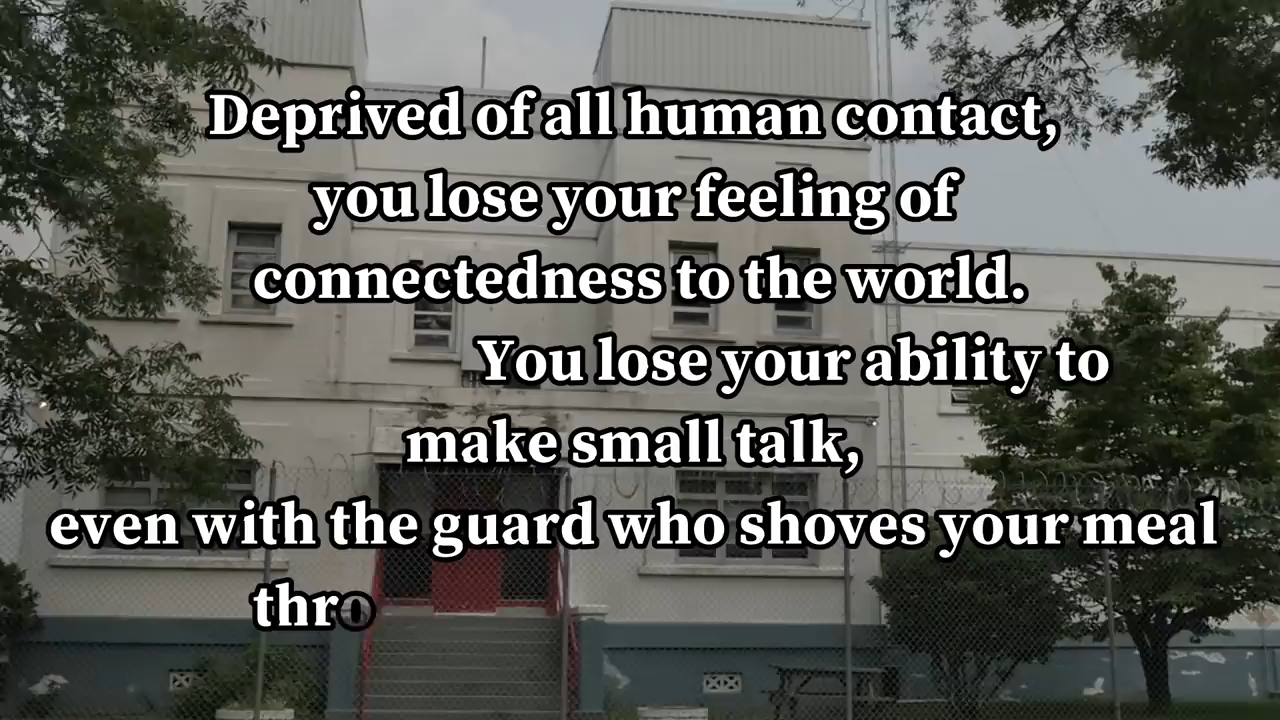 Deprived of all human contact,
you lose your feeling of
connectedness to the world.
You lose your ability to
make small talk,
even with the guard who shoves your meal
thro